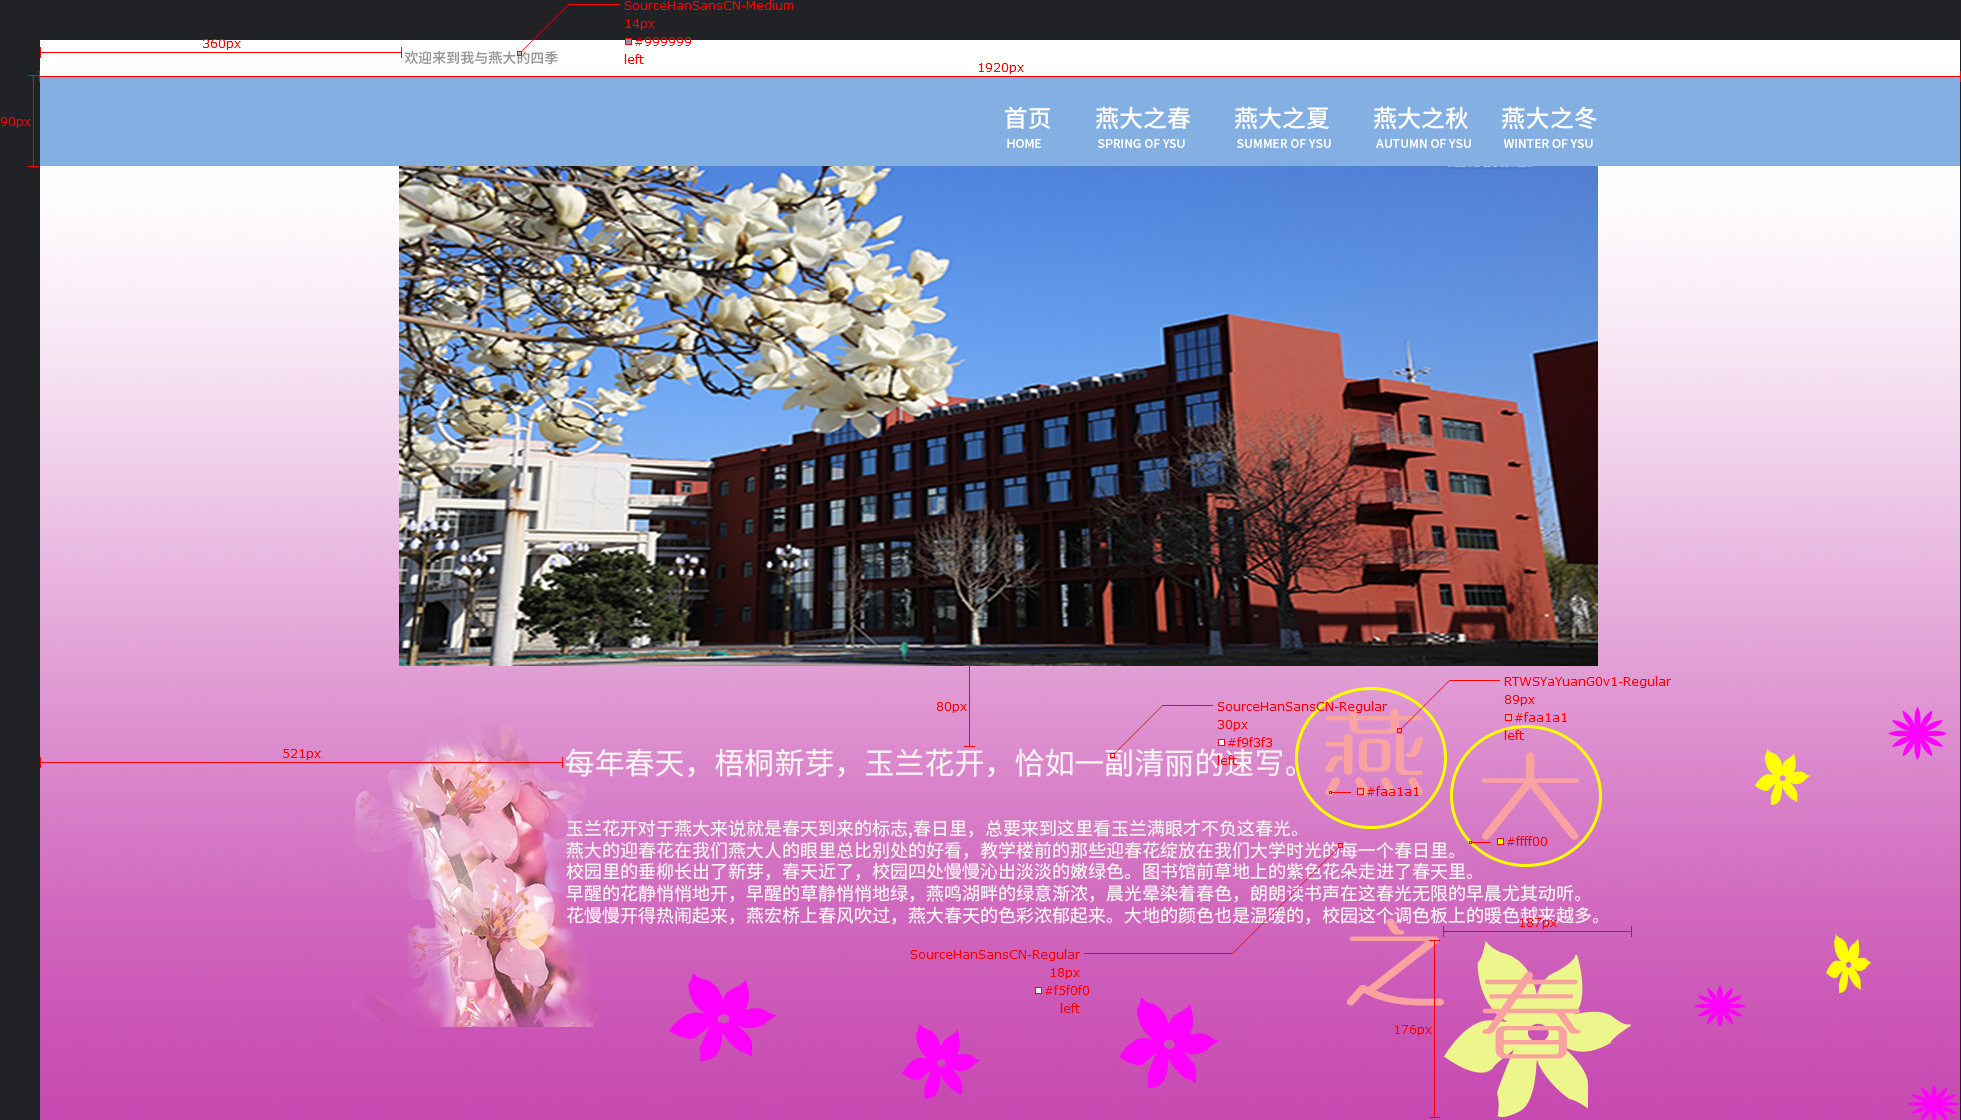 SourceHanSansCN-Medium
14px
#999999
left
360px
欢迎来到我与燕大的四季
1920px
90px
首页 燕大之春 燕大之夏 燕大之秋 燕大之冬
HOME SPRING OF YSU SUMMER OF YSU AUTUMN OF YSU WINTER OF YSU
80px
SourceHanSansCN-Regular
30px
#f9f3f3
left
RTWSYaYuanG0v1-Regular
89px
#faa1a1
left
521px
每年春天，梧桐新芽，玉兰花开，恰如一副清丽的速写。
燕
#faa1a1
大
#ffff00
玉兰花开对于燕大来说就是春天到来的标志,春日里，总要来到这里看玉兰满眼才不负这春光。
燕大的迎春花在我们燕大人的眼里总比别处的好看，教学楼前的那些迎春花绽放在我们大学时光的每一个春日里。
校园里的垂柳长出了新芽，春天近了，校园四处慢慢沁出淡淡的嫩绿色。图书馆前草地上的紫色花朵走进了春天里。
早醒的花静悄悄地开，早醒的草静悄悄地绿，燕鸣湖畔的绿意渐浓，晨光晕染着春色，朗朗读书声在这春光无限的早晨尤其动听。
花慢慢开得热闹起来，燕宏桥上春风吹过，燕大春天的色彩浓郁起来。大地的颜色也是温暖的，校园这个调色板上的暖色越来越多。
187px
之
SourceHanSansCN-Regular
18px
#f5f0f0
left
春
176px